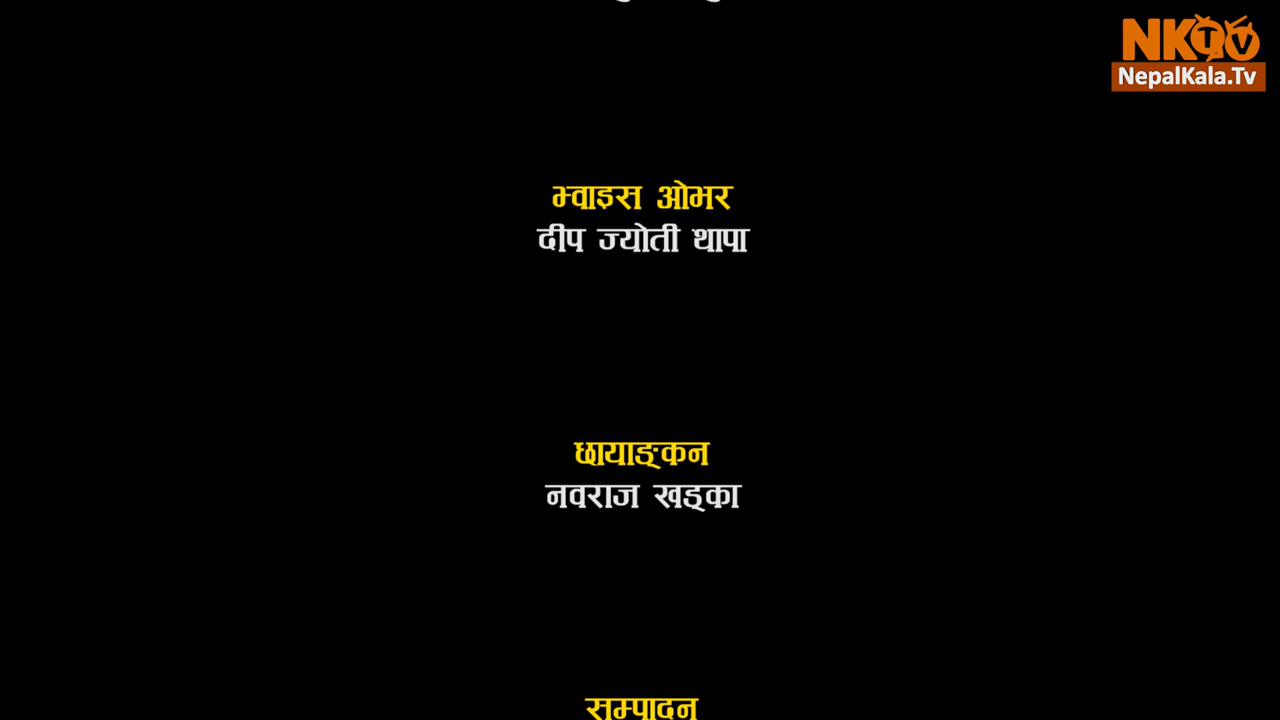 NKTV
NepalKala.Tv
भ्वाइस ओभर
दीप ज्योती थापा
छायाङ्कन
नवराज खड्का
सम्पादन